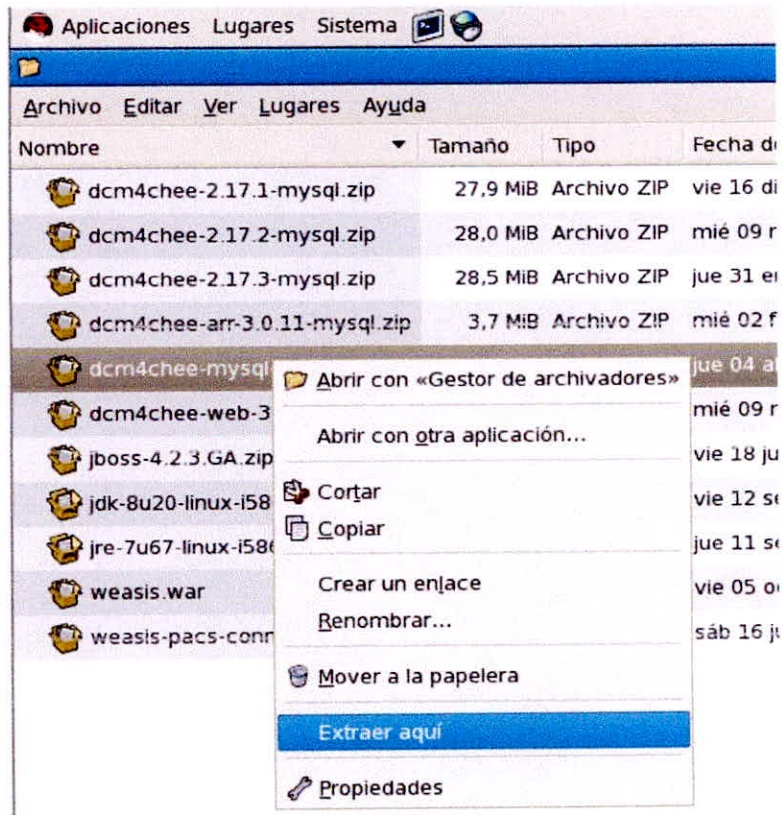 Aplicaciones Lugares Sistema
Archivo Editar Ver Lugares Ayuda
Nombre Tamaño Tipo Fecha de
dcm4chee-2.17.1-mysql.zip 27,9 MiB Archivo ZIP vie 16 di
dcm4chee-2.17.2-mysql.zip 28,0 MiB Archivo ZIP mié 09
dcm4chee-2.17.3-mysql.zip 28,5 MiB Archivo ZIP jue 31
dcm4chee-arr-3.0.11-mysql.zip 3,7 MiB Archivo ZIP mié 02 f
dcm4chee-mysql jue 04
Abrir con «Gestor de archivadores»
dcm4chee-web-3 mié 09
Abrir con otra aplicación...
jboss-4.2.3.GA.zip vie 18 ju
Cortar
jdk-8u20-linux-i58 vie 12
Copiar
jre-7u67-linux-i586 jue 11
Crear un enlace
weasis.war vie 05
Renombrar...
weasis-pacs-conn sáb 16
Mover a la papelera
Extraer aquí
Propiedades